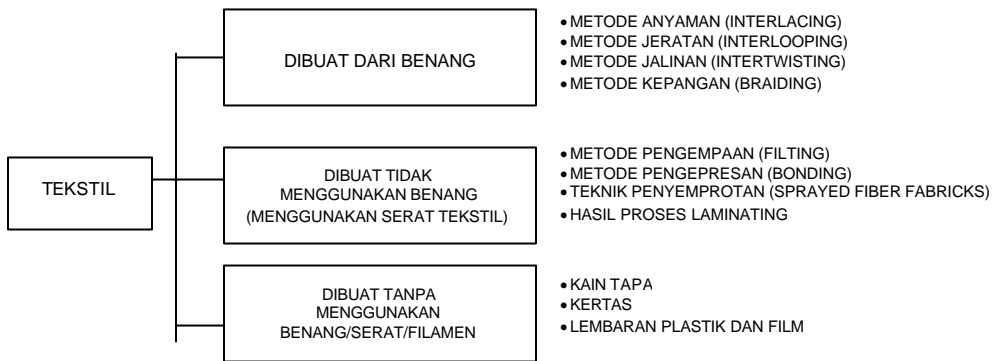 TEKSTIL
DIBUAT DARI BENANG
• METODE ANYAMAN (INTERLACING)
• METODE JERATAN (INTERLOOPING)
• METODE JALINAN (INTERTWISTING)
• METODE KEPANGAN (BRAIDING)
DIBUAT TIDAK
MENGGUNAKAN BENANG
(MENGGUNAKAN SERAT TEKSTIL)
• METODE PENGEMPAAN (FILTING)
• METODE PENGEPRESAN (BONDING)
• TEKNIK PENYEMPROTAN (SPRAYED FIBER FABRICKS)
• HASIL PROSES LAMINATING
DIBUAT TANPA
MENGGUNAKAN
BENANG/SERAT/FILAMEN
• KAIN TAPA
• KERTAS
• LEMBARAN PLASTIK DAN FILM